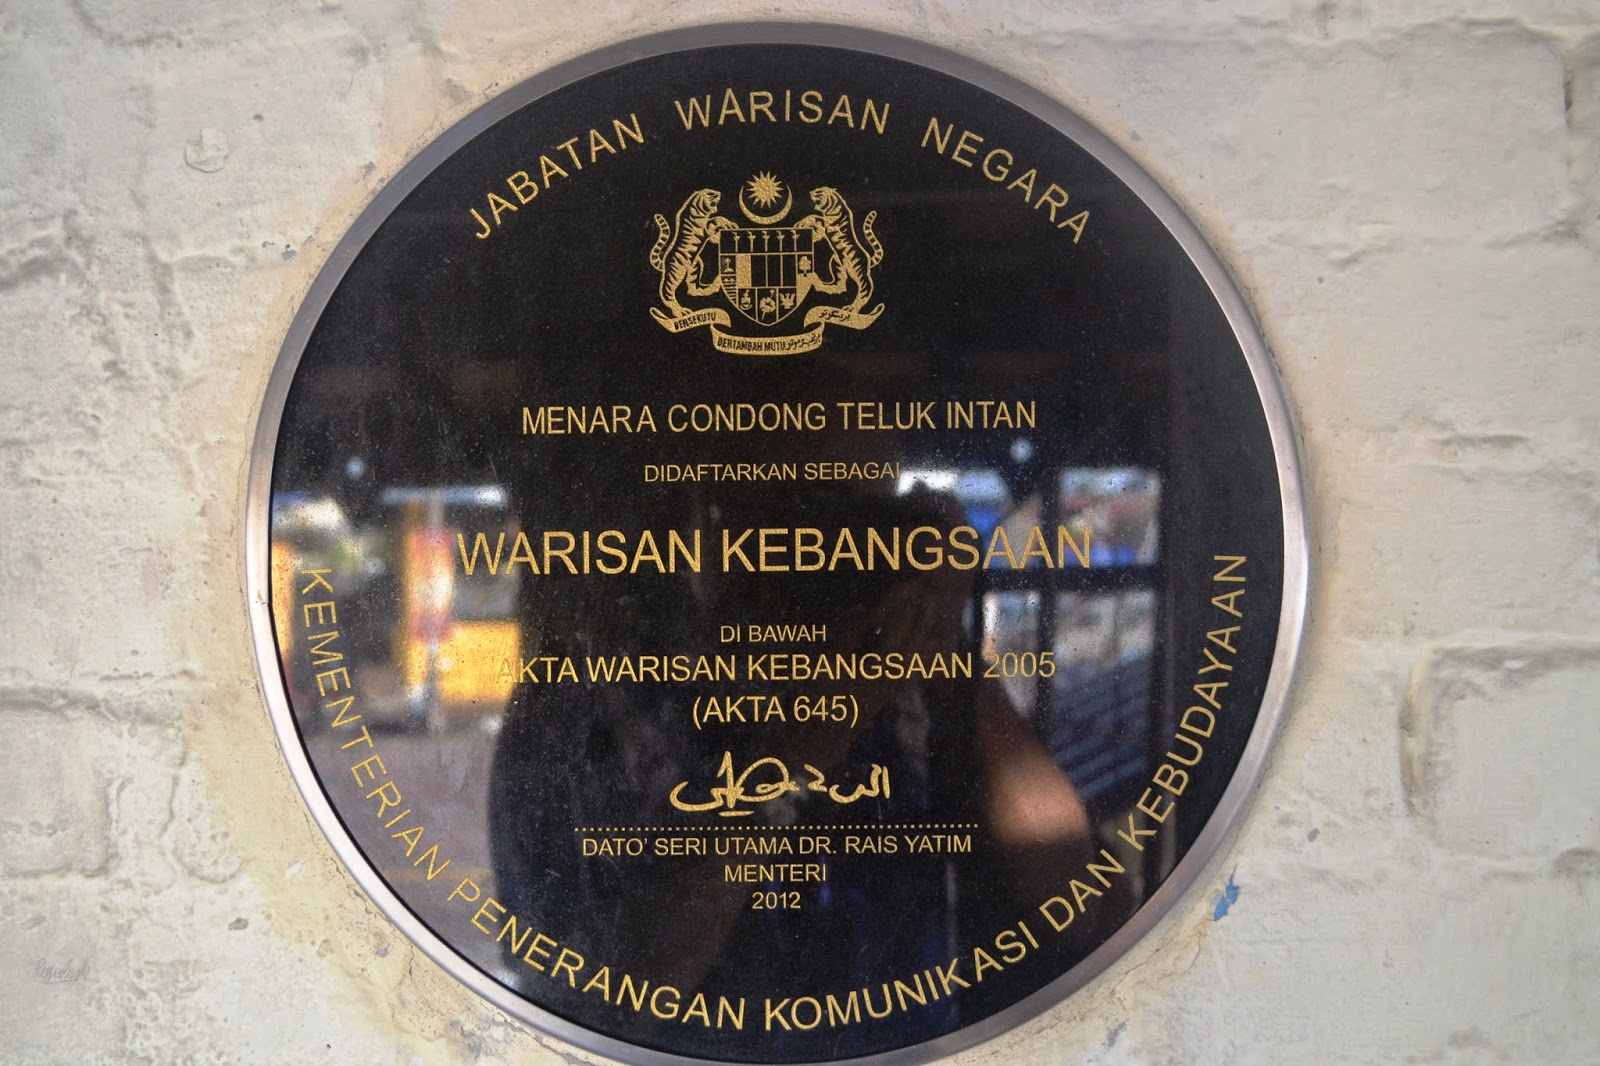 JABATAN WARISAN NEGARA
BERSEKUTU
BERTAMBAH MUTU
MENARA CONDONG TELUK INTAN
DIDAFTARKAN SEBAGAI
WARISAN KEBANGSAAN
DI BAWAH
AKTA WARISAN KEBANGSAAN 2005
(AKTA 645)
DATO' SERI UTAMA DR. RAIS YATIM
MENTERI
2012
KEMENTERIAN PENERANGAN KOMUNIKASI DAN KEBUDAYAAN